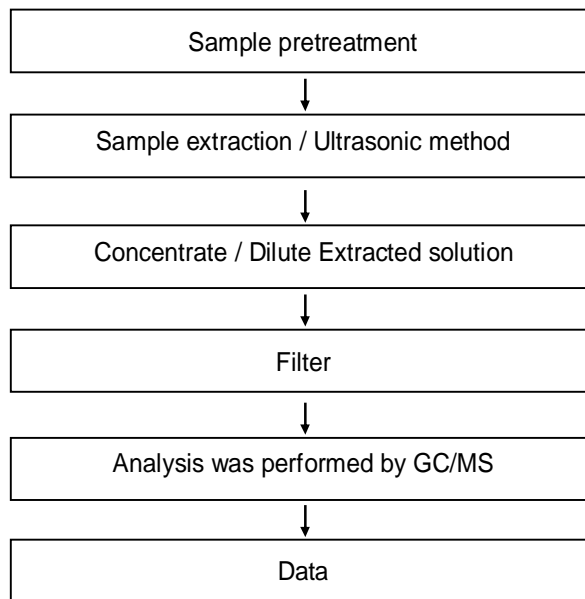 Sample pretreatment
Sample extraction / Ultrasonic method
Concentrate / Dilute Extracted solution
Filter
Analysis was performed by GC/MS
Data